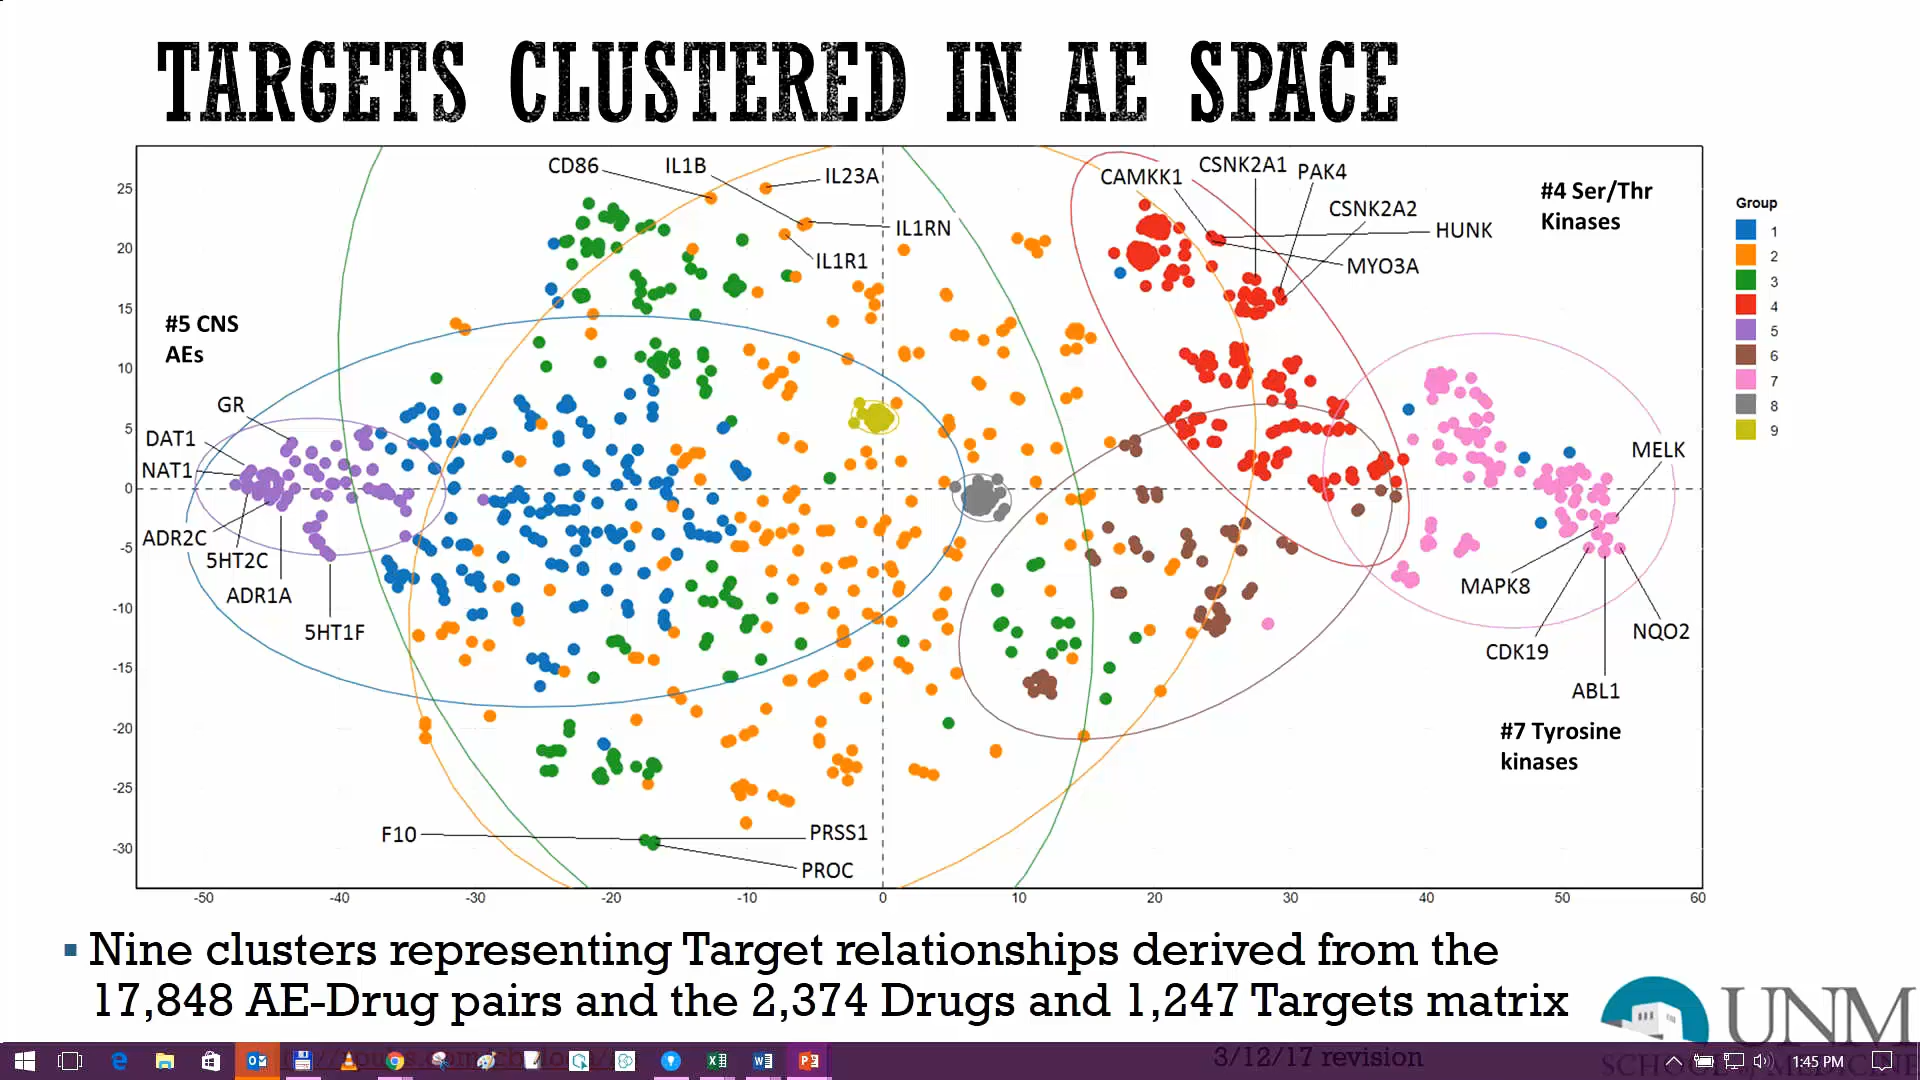 TARGETS CLUSTERED IN AE SPACE
CD86
IL1B
IL23A
IL1RN
IL1R1
CAMKK1
CSNK2A1
PAK4
CSNK2A2
HUNK
MYO3A
#4 Ser/Thr
Kinases
Group
1
2
3
4
5
6
7
8
9
#5 CNS
AEs
GR
DAT1
NAT1
ADR2C
5HT2C
ADR1A
5HT1F
MELK
MAPK8
NQO2
CDK19
ABL1
#7 Tyrosine
kinases
F10
PRSS1
PROC
25
20
15
10
5
0
-5
-10
-15
-20
-25
-30
-50 -40 -30 -20 -10 0 10 20 30 40 50 60
Nine clusters representing Target relationships derived from the
17,848 AE-Drug pairs and the 2,374 Drugs and 1,247 Targets matrix
UNM
3/12/17 revision
1:45 PM